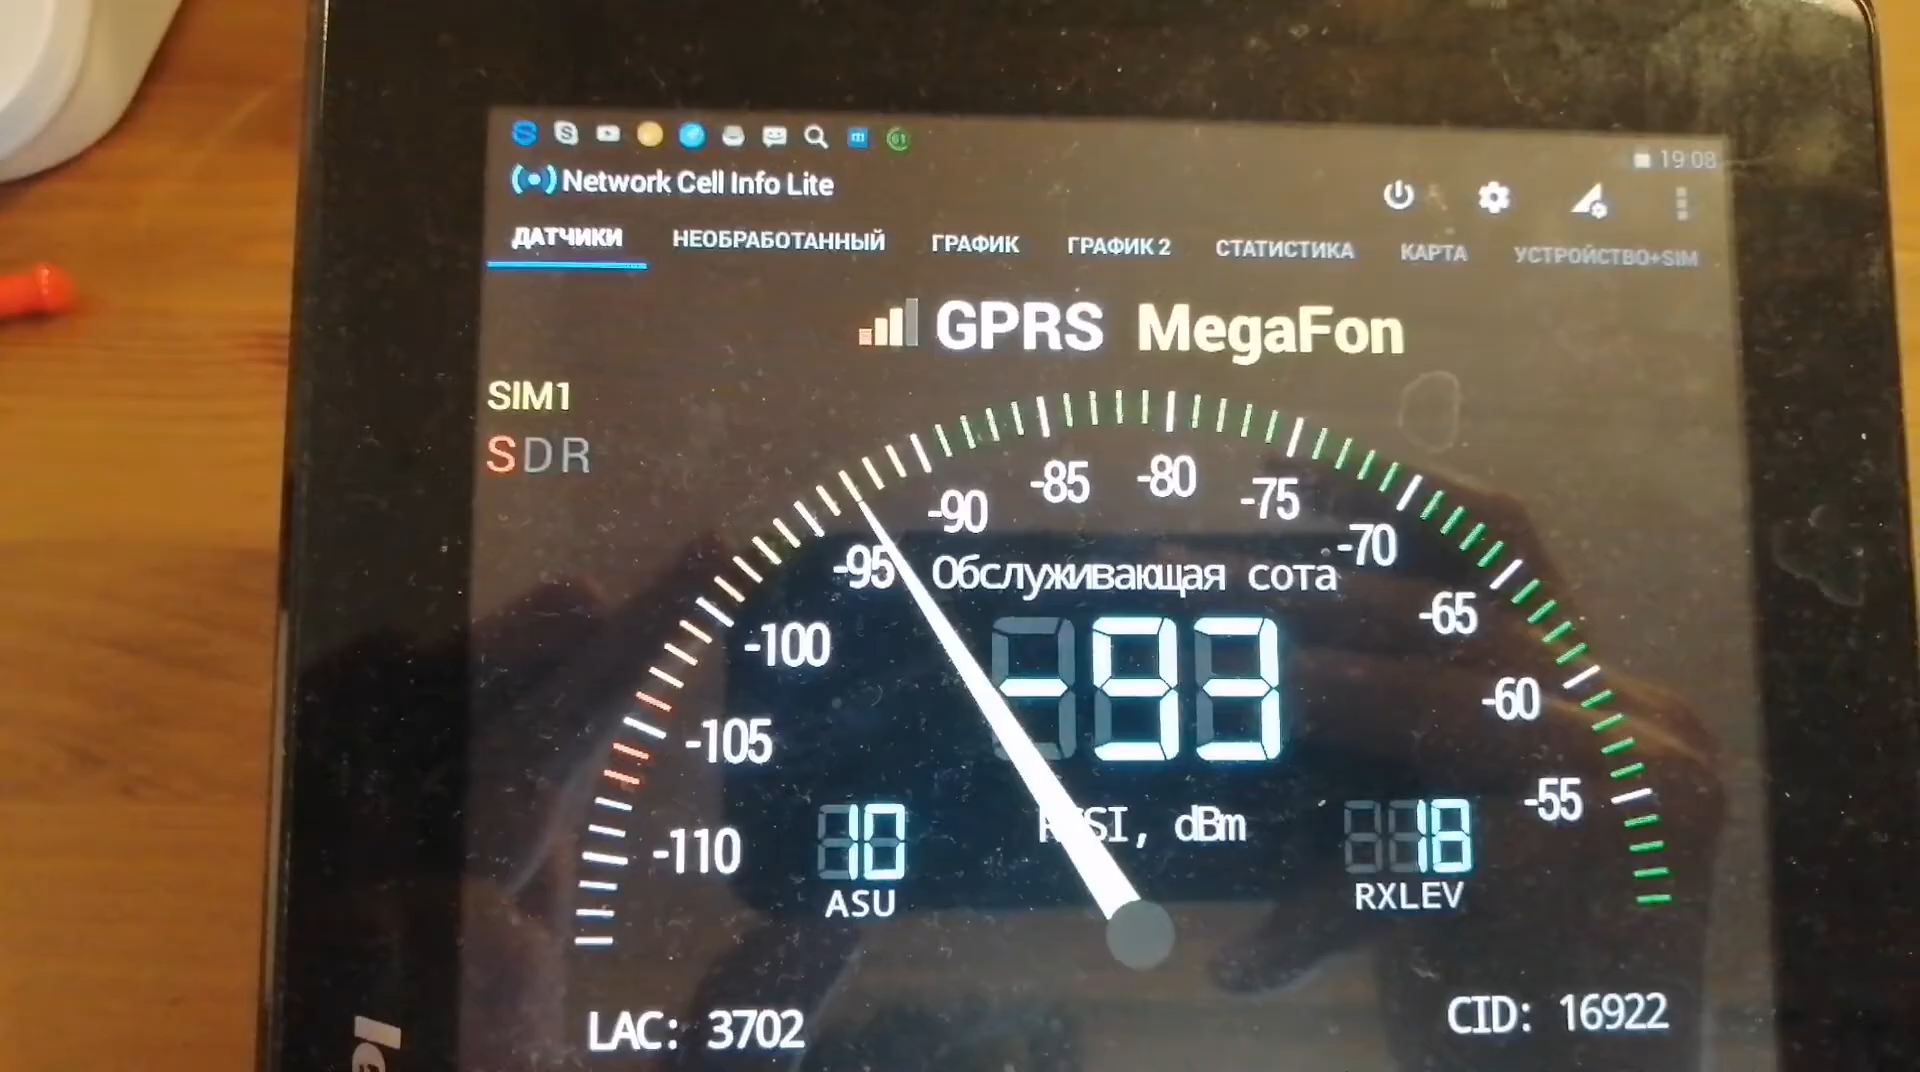 61
19:08
Network Cell Info Lite
ДАТЧИКИ НЕОБРАБОТАННЫЙ ГРАФИК ГРАФИК 2 СТАТИСТИКА КАРТА УСТРОЙСТВО+SIM
GPRS MegaFon
SIM1
SDR
-110 -105 -100 -95 -90 -85 -80 -75 -70 -65 -60 -55
Обслуживающая сота
-93
dBm
10
ASU
18
RXLEV
LAC: 3702
CID: 16922